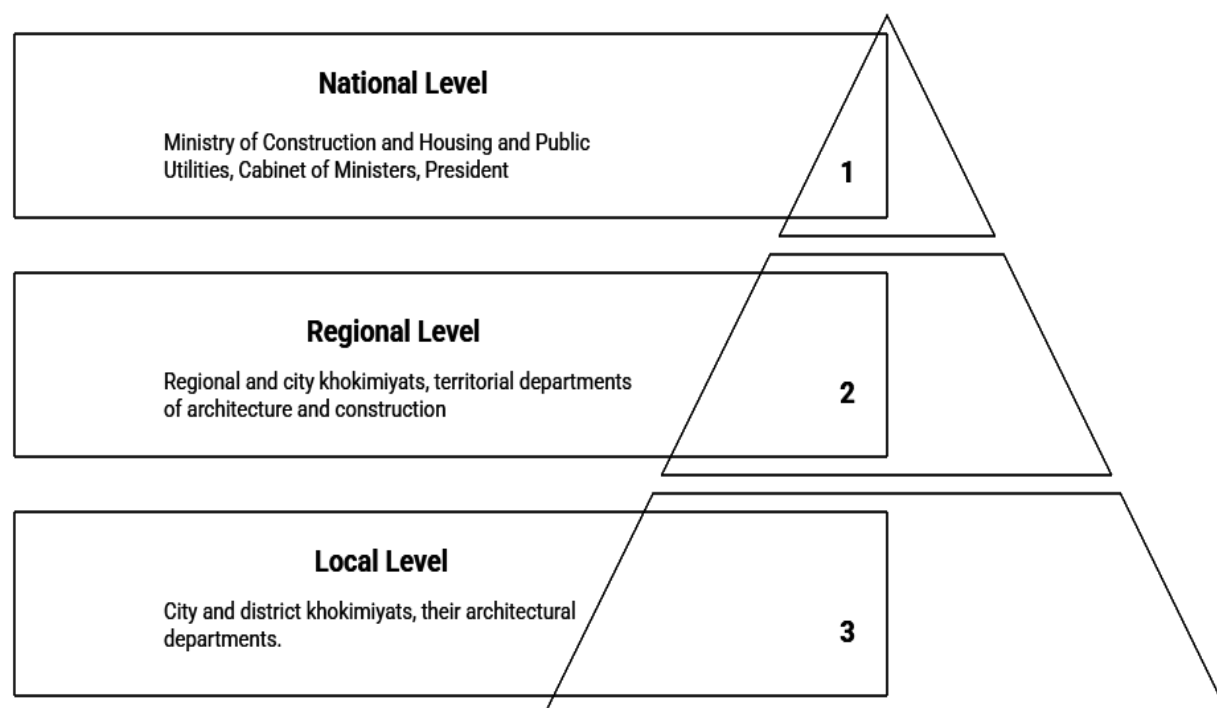 National Level
Ministry of Construction and Housing and Public
Utilities, Cabinet of Ministers, President
1
Regional Level
Regional and city khokimiyats, territorial departments
of architecture and construction
2
Local Level
City and district khokimiyats, their architectural
departments.
3